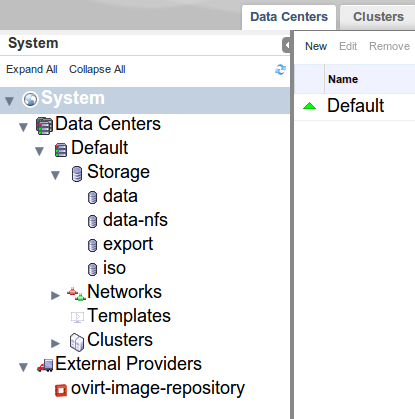 Data Centers Clusters
System
New Edit Remove
Expand All Collapse All
Name
System
Default
Data Centers
Default
Storage
data
data-nfs
export
iso
Networks
Templates
Clusters
External Providers
ovirt-image-repository